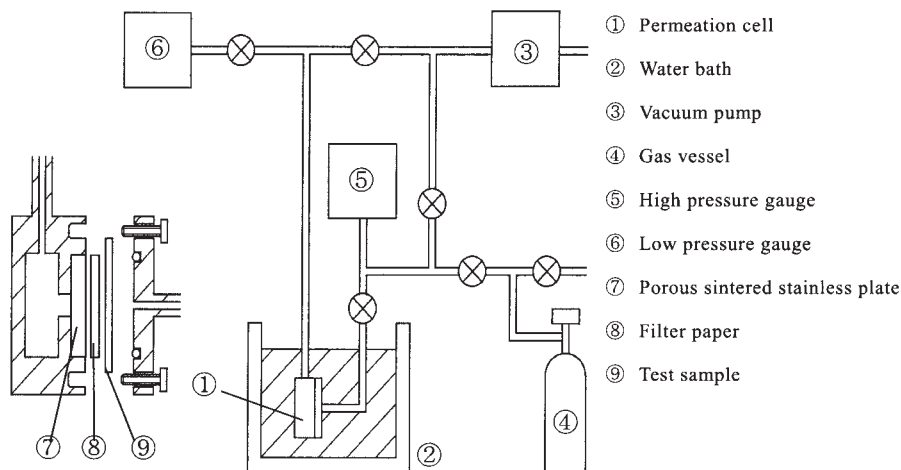 ① Permeation cell
② Water bath
③ Vacuum pump
④ Gas vessel
⑤ High pressure gauge
⑥ Low pressure gauge
⑦ Porous sintered stainless plate
⑧ Filter paper
⑨ Test sample
⑥
③
⑤
①
②
④
⑦
⑧
⑨